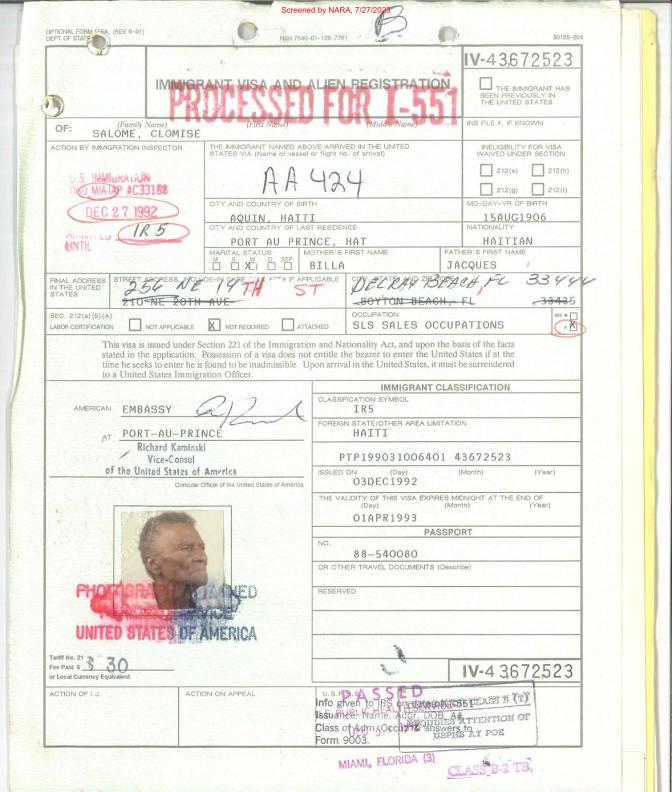 Screened by NARA, 7/27/2023
B
OPTIONAL FORM 155A (REV. 6-91)
DEPT. OF STATE
NSN 7540-01-128-7761
50155-204
IV-43672523
IMMIGRANT VISA AND ALIEN REGISTRATION
PROCESSED FOR I-551
THE IMMIGRANT HAS BEEN PREVIOUSLY IN THE UNITED STATES
OF:
(Family Name) (First Name) (Middle Name)
SALOME, CLOMISE
INS FILE #, IF KNOWN
ACTION BY IMMIGRATION INSPECTOR
U.S. IMMIGRATION
MIA #C33188
DEC 27 1992
IR5
UNTIL
THE IMMIGRANT NAMED ABOVE ARRIVED IN THE UNITED STATES VIA (Name of vessel or flight no. of arrival)
AA 424
INELIGIBILITY FOR VISA WAIVED UNDER SECTION
212(e) 212(h)
212(g) 212(i)
CITY AND COUNTRY OF BIRTH
AQUIN, HAITI
MO-DAY-YR OF BIRTH
15AUG1906
CITY AND COUNTRY OF LAST RESIDENCE
PORT AU PRINCE, HAT
NATIONALITY
HAITIAN
MARITAL STATUS
M S W D SEP
X
MOTHER'S FIRST NAME
BILLA
FATHER'S FIRST NAME
JACQUES
FINAL ADDRESS IN THE UNITED STATES
STREET ADDRESS, INCLUDE IF APPLICABLE
256 NE 14TH ST
210 NE 20TH AVE
CITY, STATE AND ZIP
DELRAY BEACH, FL 33444
BOYTON BEACH, FL 33435
SEC. 212(a)(5)(A)
LABOR CERTIFICATION
NOT APPLICABLE
X NOT REQUIRED
ATTACHED
OCCUPATION
SLS SALES OCCUPATIONS
SEX M
F X
This visa is issued under Section 221 of the Immigration and Nationality Act, and upon the basis of the facts
stated in the application. Possession of a visa does not entitle the bearer to enter the United States if at the
time he seeks to enter he is found to be inadmissible. Upon arrival in the United States, it must be surrendered
to a United States Immigration Officer.
AMERICAN EMBASSY
AT PORT-AU-PRINCE
Richard Kaminski
Vice-Consul
of the United States of America
Consular Officer of the United States of America
IMMIGRANT CLASSIFICATION
CLASSIFICATION SYMBOL
IR5
FOREIGN STATE/OTHER AREA LIMITATION
HAITI
PTP199031006401 43672523
ISSUED ON (Day) (Month) (Year)
03DEC1992
THE VALIDITY OF THIS VISA EXPIRES MIDNIGHT AT THE END OF
(Day) (Month) (Year)
01APR1993
PASSPORT
NO.
88-540080
OR OTHER TRAVEL DOCUMENTS (Describe)
RESERVED
PHOTOGRAPH ATTACHED
UNITED STATES OF AMERICA
Tariff No. 21
Fee Paid $ $ 30
or Local Currency Equivalent
IV-43672523
ACTION OF I.J.
ACTION ON APPEAL
PASSED
U.S. PUBLIC HEALTH SERVICE
Info given to IRS on date of I-551
Issuance: Name, Addr, DOB, A#,
Class of Adm, Occup & answers to
Form 9003.
CLASS B (T)
REQUIRES ATTENTION OF
USPHS AT POE
MIAMI, FLORIDA (3)
CLASS B-2 TB,